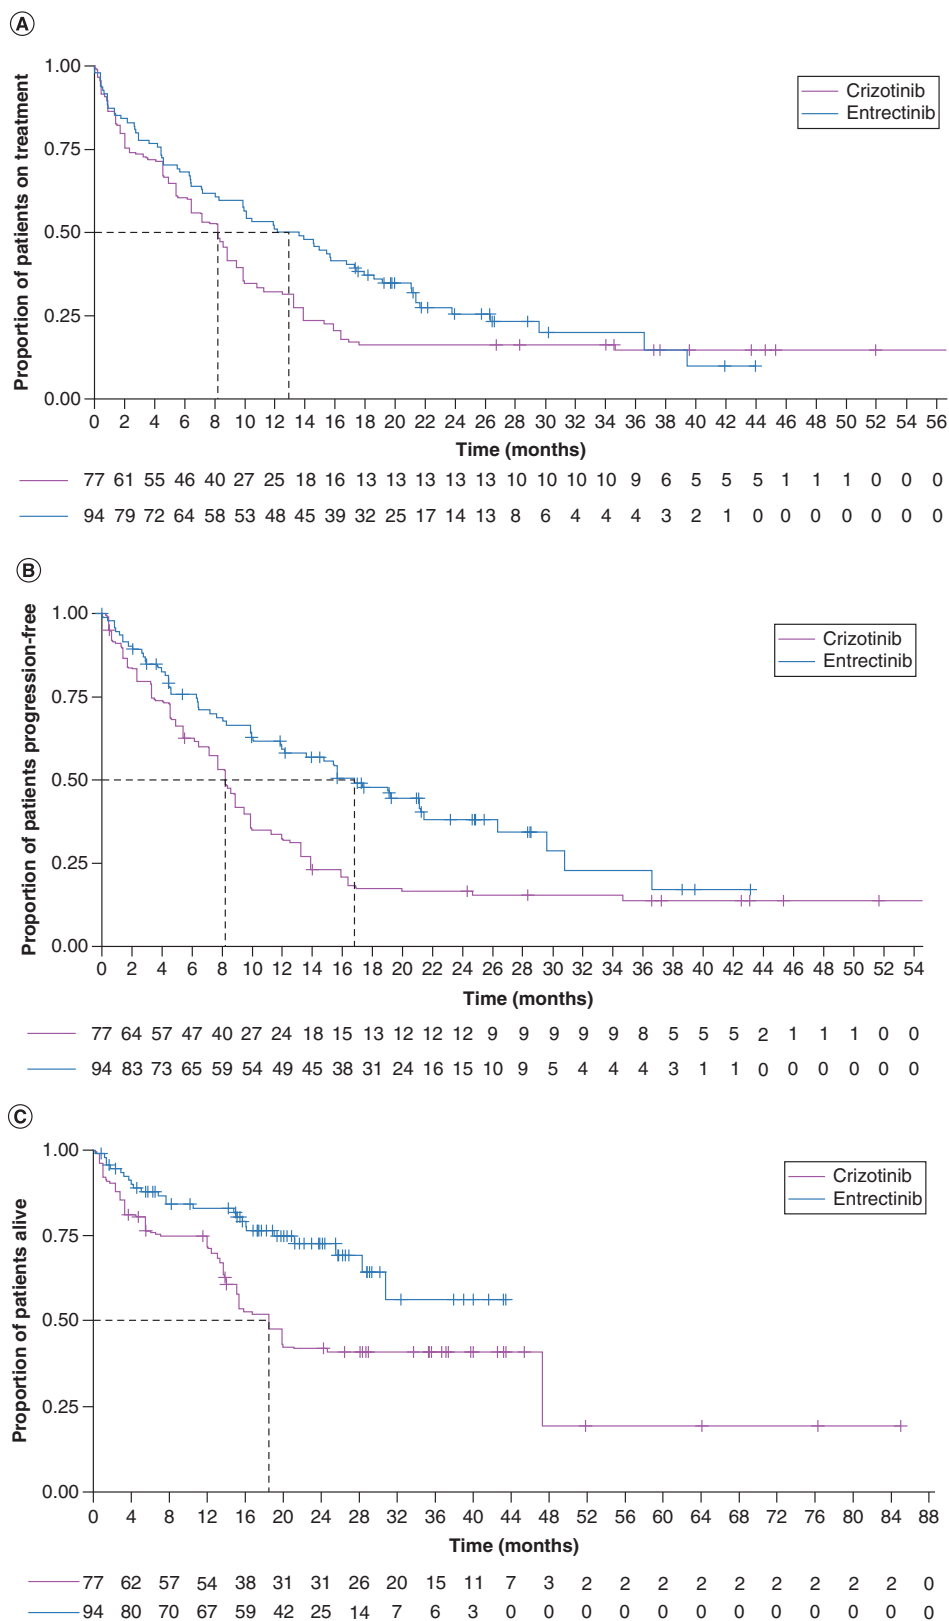 A
Proportion of patients on treatment
1.00
0.75
0.50
0.25
0.00
Crizotinib
Entrectinib
0 2 4 6 8 10 12 14 16 18 20 22 24 26 28 30 32 34 36 38 40 42 44 46 48 50 52 54 56
Time (months)
77 61 55 46 40 27 25 18 16 13 13 13 13 13 10 10 10 10 9 6 5 5 5 1 1 1 0 0 0
94 79 72 64 58 53 48 45 39 32 25 17 14 13 8 6 4 4 4 3 2 1 0 0 0 0 0 0 0
B
Proportion of patients progression-free
1.00
0.75
0.50
0.25
0.00
Crizotinib
Entrectinib
0 2 4 6 8 10 12 14 16 18 20 22 24 26 28 30 32 34 36 38 40 42 44 46 48 50 52 54
Time (months)
77 64 57 47 40 27 24 18 15 13 12 12 12 9 9 9 9 9 8 5 5 5 2 1 1 1 0 0
94 83 73 65 59 54 49 45 38 31 24 16 15 10 9 5 4 4 4 3 1 1 0 0 0 0 0 0
C
Proportion of patients alive
1.00
0.75
0.50
0.25
0.00
Crizotinib
Entrectinib
0 4 8 12 16 20 24 28 32 36 40 44 52 56 60 64 68 72 76 80 84 88
Time (months)
77 62 57 54 38 31 31 26 20 15 11 7 3 2 2 2 2 2 2 2 2 2 0
94 80 70 67 59 42 25 14 7 6 3 0 0 0 0 0 0 0 0 0 0 0 0